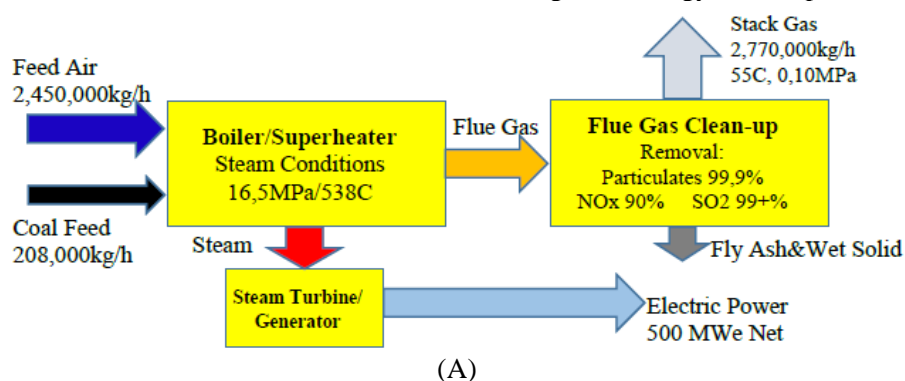 Stack Gas
2,770,000kg/h
55C, 0,10MPa
Feed Air
2,450,000kg/h
Boiler/Superheater
Steam Conditions
16,5MPa/538C
Flue Gas
Flue Gas Clean-up
Removal:
Particulates 99,9%
NOx 90% SO2 99+%
Coal Feed
208,000kg/h
Steam
Fly Ash&Wet Solid
Steam Turbine/
Generator
Electric Power
500 MWe Net
(A)